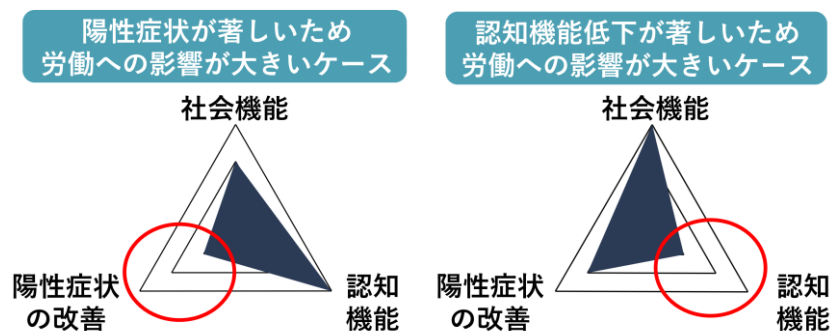 陽性症状が著しいため
労働への影響が大きいケース
社会機能
陽性症状
の改善
認知
機能
認知機能低下が著しいため
労働への影響が大きいケース
社会機能
陽性症状
の改善
認知
機能